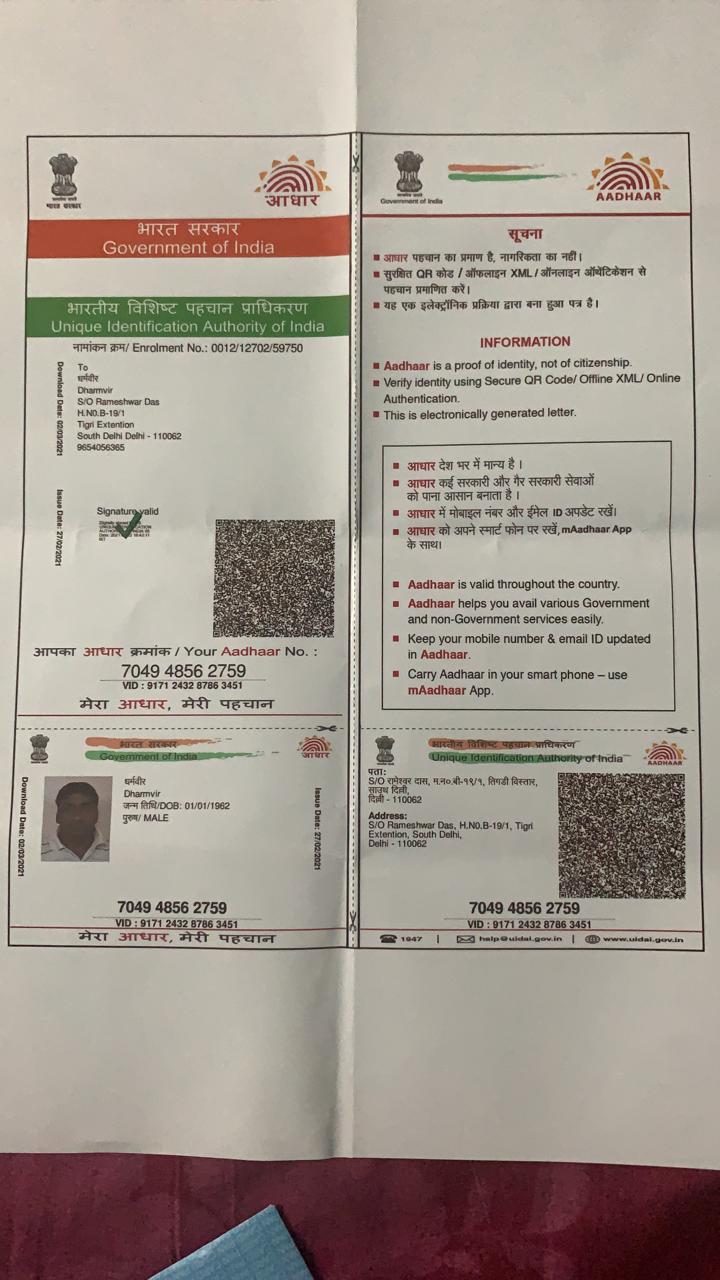 भारत सरकार
आधार
भारत सरकार
Government of India
भारतीय विशिष्ट पहचान प्राधिकरण
Unique Identification Authority of India
नामांकन क्रम/ Enrolment No.: 0012/12702/59750
Download Date: 02/03/2021
To
धर्मवीर
Dharmvir
S/O Rameshwar Das
H.N0.B-19/1
Tigri Extention
South Delhi Delhi - 110062
9654056365
Issue Date: 27/02/2021
Signature valid
आपका आधार क्रमांक / Your Aadhaar No. :
7049 4856 2759
VID : 9171 2432 8786 3451
मेरा आधार, मेरी पहचान
भारत सरकार
Government of India
आधार
Download Date: 02/03/2021
धर्मवीर
Dharmvir
जन्म तिथि/DOB: 01/01/1962
पुरुष/ MALE
Issue Date: 27/02/2021
7049 4856 2759
VID : 9171 2432 8786 3451
मेरा आधार, मेरी पहचान
Government of India
AADHAAR
सूचना
आधार पहचान का प्रमाण है, नागरिकता का नहीं।
सुरक्षित QR कोड / ऑफलाइन XML / ऑनलाइन ऑथेंटिकेशन से
पहचान प्रमाणित करें।
यह एक इलेक्ट्रॉनिक प्रक्रिया द्वारा बना हुआ पत्र है।
INFORMATION
Aadhaar is a proof of identity, not of citizenship.
Verify identity using Secure QR Code/ Offline XML/ Online
Authentication.
This is electronically generated letter.
आधार देश भर में मान्य है ।
आधार कई सरकारी और गैर सरकारी सेवाओं
को पाना आसान बनाता है ।
आधार में मोबाइल नंबर और ईमेल ID अपडेट रखें।
आधार को अपने स्मार्ट फोन पर रखें, mAadhaar App
के साथ।
Aadhaar is valid throughout the country.
Aadhaar helps you avail various Government
and non-Government services easily.
Keep your mobile number & email ID updated
in Aadhaar.
Carry Aadhaar in your smart phone – use
mAadhaar App.
भारतीय विशिष्ट पहचान प्राधिकरण
Unique Identification Authority of India
AADHAAR
पता:
S/O रामेश्वर दास, म.न०.बी-१९/१, तिगडी विस्तार,
साउथ दिल्ली,
दिल्ली - 110062
Address:
S/O Rameshwar Das, H.N0.B-19/1, Tigri
Extention, South Delhi,
Delhi - 110062
7049 4856 2759
VID : 9171 2432 8786 3451
1947 | help@uidai.gov.in | www.uidai.gov.in